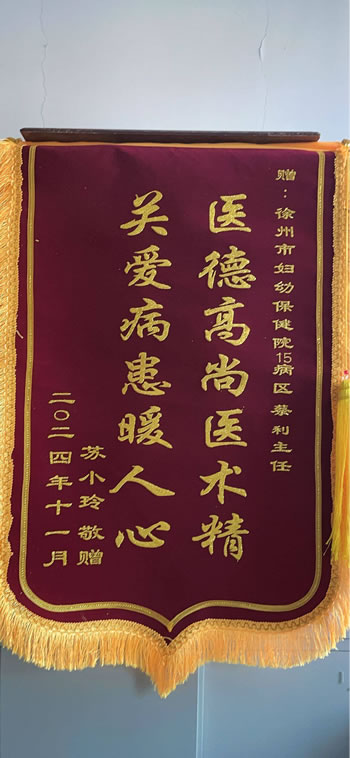 赠：徐州市妇幼保健院15病区 蔡利主任
医德高尚医术精
关爱病患暖人心
苏小玲 敬赠
二〇二四年十一月